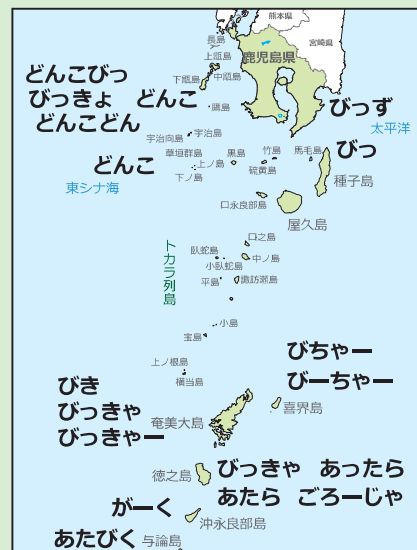 熊本県
長島
宮崎県
上甑島
鹿児島県
どんこびっ
下甑島
中甑島
びっきょ　どんこ
鷹島
びっず
どんこどん
太平洋
宇治向島
宇治島
びっ
草垣群島
黒島
竹島
馬毛島
どんこ
上ノ島
硫黄島
下ノ島
種子島
東シナ海
口永良部島
屋久島
口之島
臥蛇島
中ノ島
小臥蛇島
トカラ列島
平島
諏訪瀬島
小島
宝島
びちゃー
上ノ根島
びーちゃー
横当島
びき
びっきゃ
喜界島
奄美大島
びっきゃー
徳之島
びっきゃ　あったら
あたら　ごろーじゃ
がーく
沖永良部島
あたびく
与論島